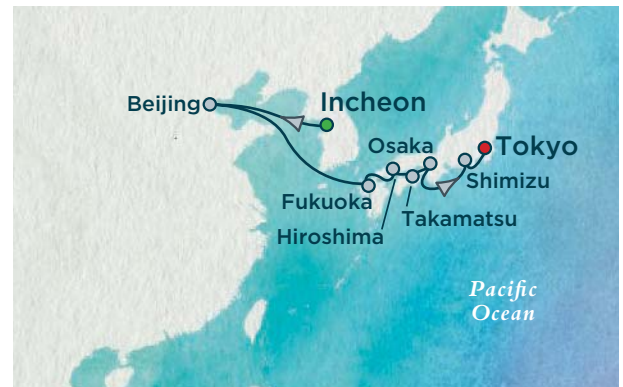 Beijing
Incheon
Osaka
Tokyo
Shimizu
Fukuoka
Takamatsu
Hiroshima
Pacific
Ocean